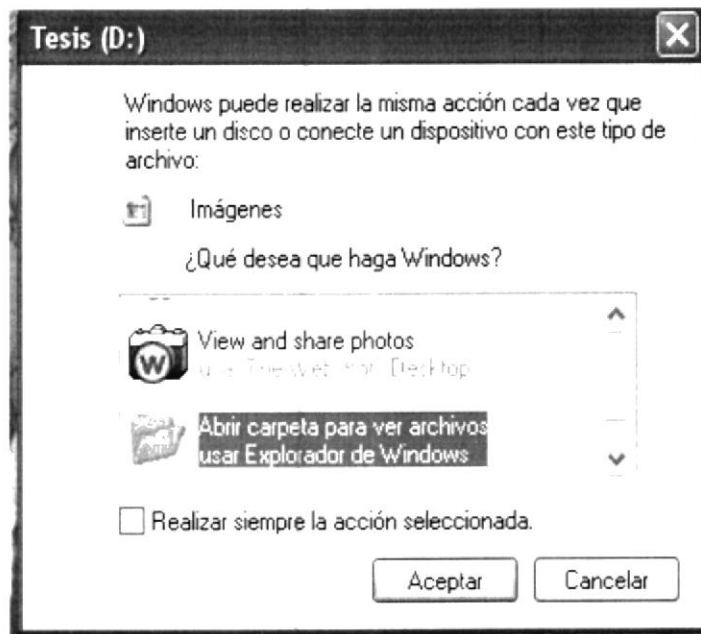 Tesis (D:)
Windows puede realizar la misma acción cada vez que
inserte un disco o conecte un dispositivo con este tipo de
archivo:
Imágenes
¿Qué desea que haga Windows?
W
View and share photos
Desktop
Abrir carpeta para ver archivos
usar Explorador de Windows
Realizar siempre la acción seleccionada.
Aceptar
Cancelar